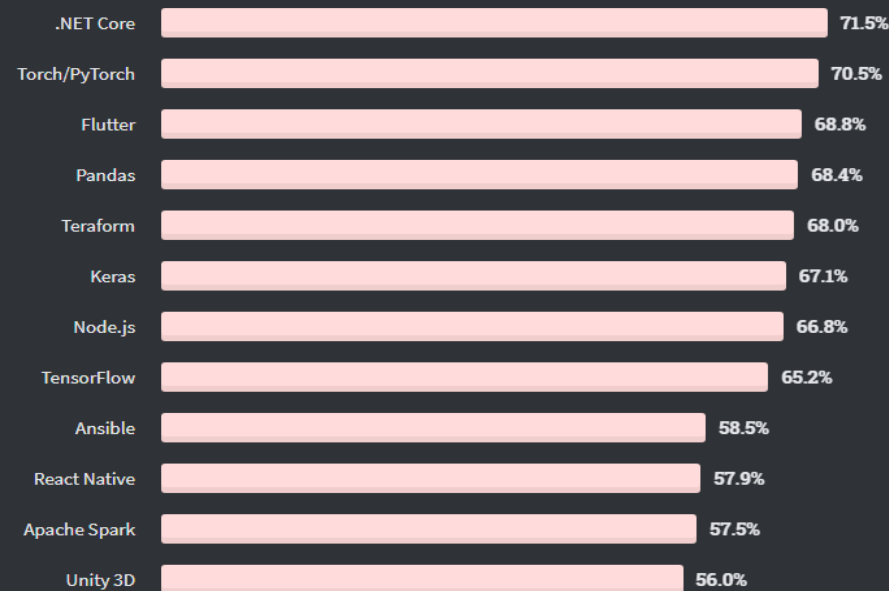 .NET Core 71.5%
Torch/PyTorch 70.5%
Flutter 68.8%
Pandas 68.4%
Teraform 68.0%
Keras 67.1%
Node.js 66.8%
TensorFlow 65.2%
Ansible 58.5%
React Native 57.9%
Apache Spark 57.5%
Unity 3D 56.0%